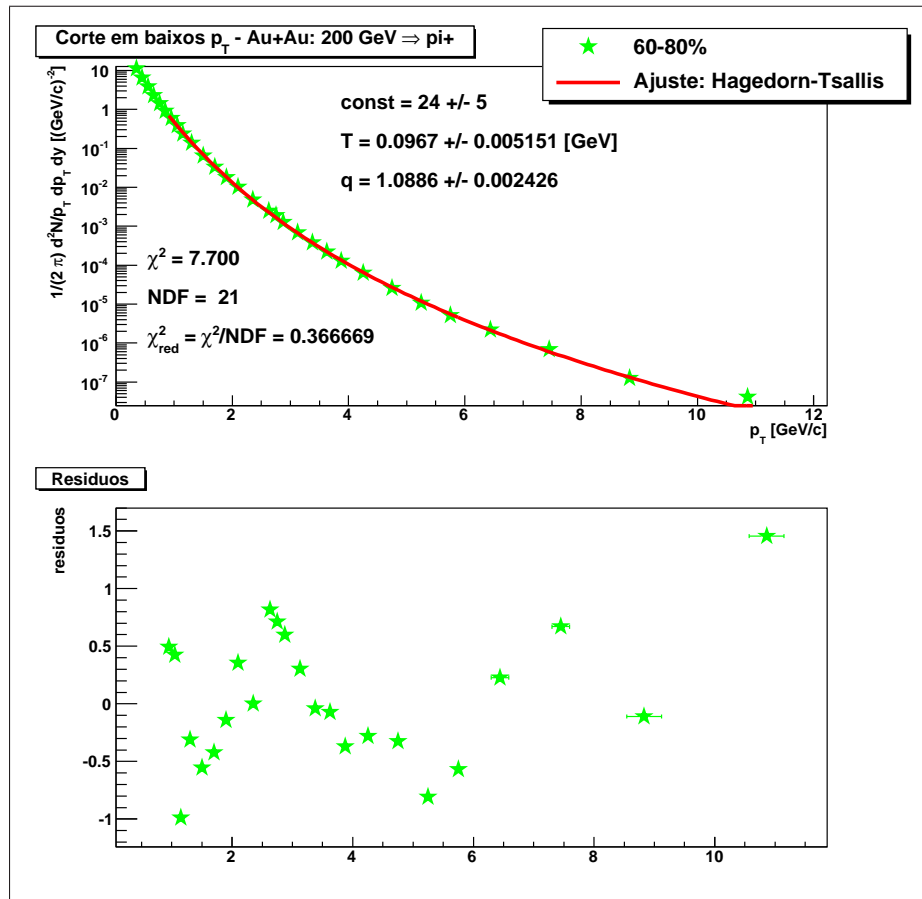 Corte em baixos p_T - Au+Au: 200 GeV ⇒ pi+
60-80%
Ajuste: Hagedorn-Tsallis
1/(2 π) d²N/p_T dp_T dy [(GeV/c)⁻²]
10
1
10⁻¹
10⁻²
10⁻³
10⁻⁴
10⁻⁵
10⁻⁶
10⁻⁷
const = 24 +/- 5
T = 0.0967 +/- 0.005151 [GeV]
q = 1.0886 +/- 0.002426
χ² = 7.700
NDF = 21
χ²_red = χ²/NDF = 0.366669
0 2 4 6 8 10 12
p_T [GeV/c]
Residuos
residuos
1.5
1
0.5
0
-0.5
-1
2 4 6 8 10